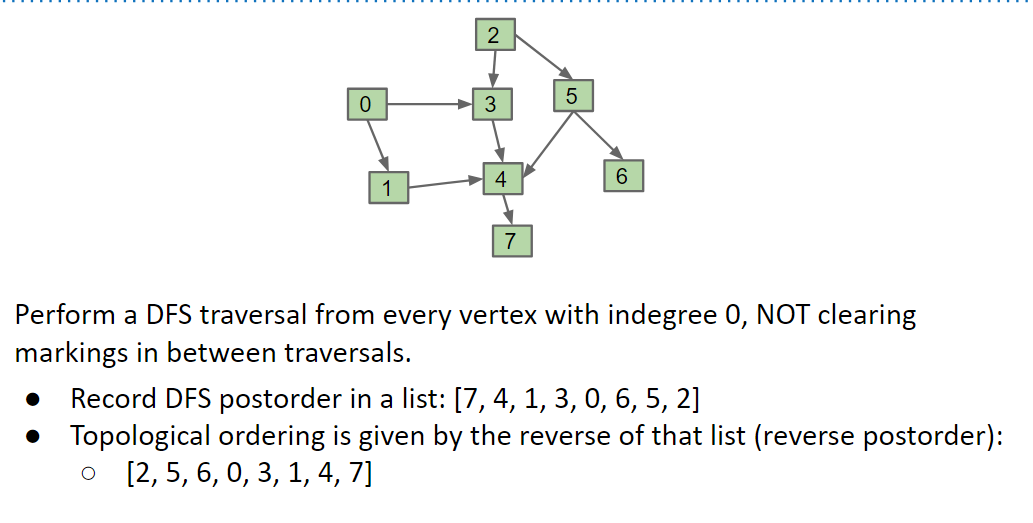 2
0
3
5
1
4
6
7
Perform a DFS traversal from every vertex with indegree 0, NOT clearing
markings in between traversals.
● Record DFS postorder in a list: [7, 4, 1, 3, 0, 6, 5, 2]
● Topological ordering is given by the reverse of that list (reverse postorder):
○ [2, 5, 6, 0, 3, 1, 4, 7]